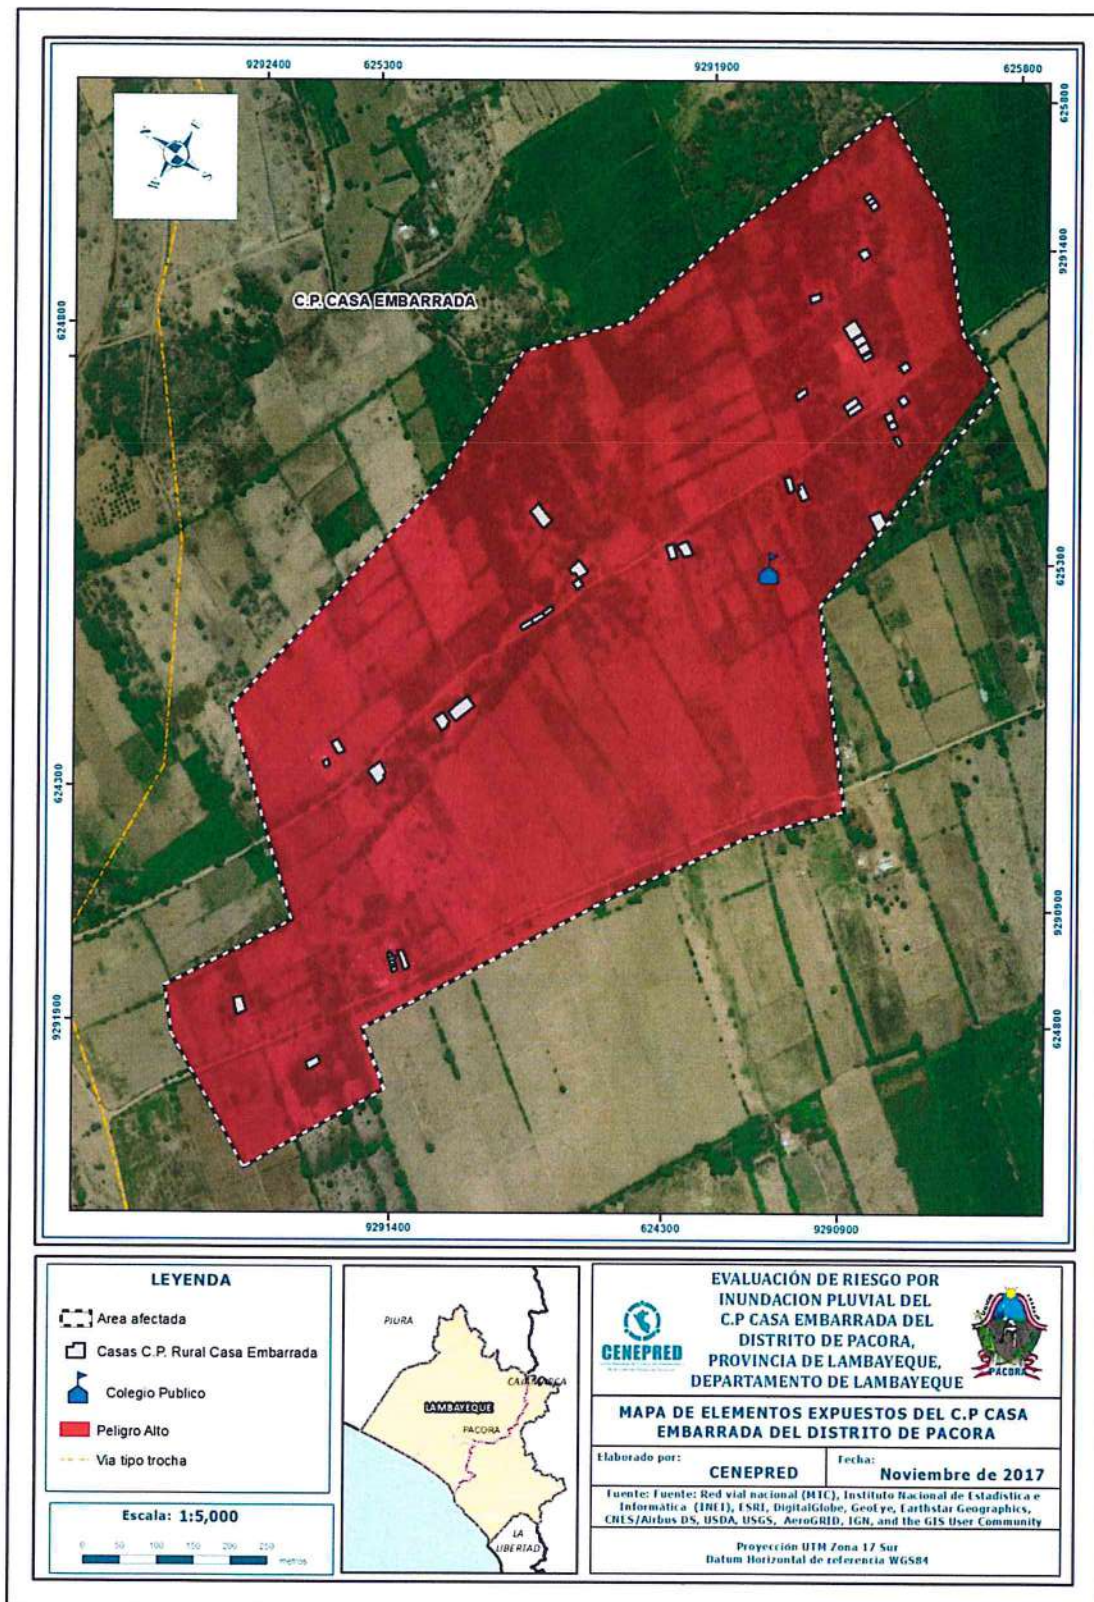 9292400 625300 9291900 625800
625800
9291400
624800
C.P. CASA EMBARRADA
625300
624300
9290900
9291900
624800
9291400 624300 9290900
LEYENDA
Area afectada
Casas C.P. Rural Casa Embarrada
Colegio Publico
Peligro Alto
Via tipo trocha
Escala: 1:5,000
0 50 100 150 200 250
metros
PIURA
CAJAMARCA
LAMBAYEQUE
PACORA
LA
LIBERTAD
CENEPRED
EVALUACIÓN DE RIESGO POR
INUNDACION PLUVIAL DEL
C.P CASA EMBARRADA DEL
DISTRITO DE PACORA,
PROVINCIA DE LAMBAYEQUE,
DEPARTAMENTO DE LAMBAYEQUE
PACORA
MAPA DE ELEMENTOS EXPUESTOS DEL C.P CASA
EMBARRADA DEL DISTRITO DE PACORA
Elaborado por:
CENEPRED
Fecha:
Noviembre de 2017
Fuente: Fuente: Red vial nacional (MTC), Instituto Nacional de Estadistica e
Informática (INEI), ESRI, DigitalGlobe, GeoEye, Earthstar Geographics,
CNES/Airbus DS, USDA, USGS, AeroGRID, IGN, and the GIS User Community
Proyección UTM Zona 17 Sur
Datum Horizontal de referencia WGS84